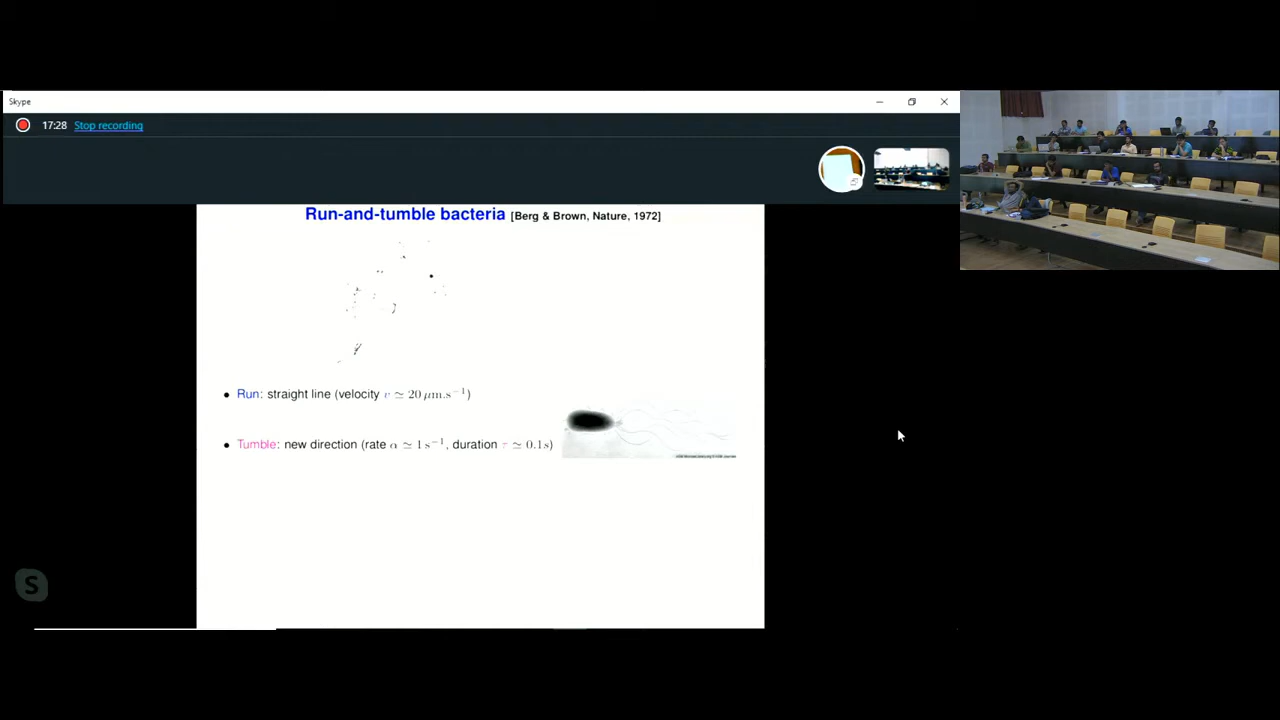 Skype
17:28 Stop recording
Run-and-tumble bacteria [Berg & Brown, Nature, 1972]
• Run: straight line (velocity v ≃ 20 μm.s⁻¹)
• Tumble: new direction (rate α ≃ 1 s⁻¹, duration τ ≃ 0.1s)
S